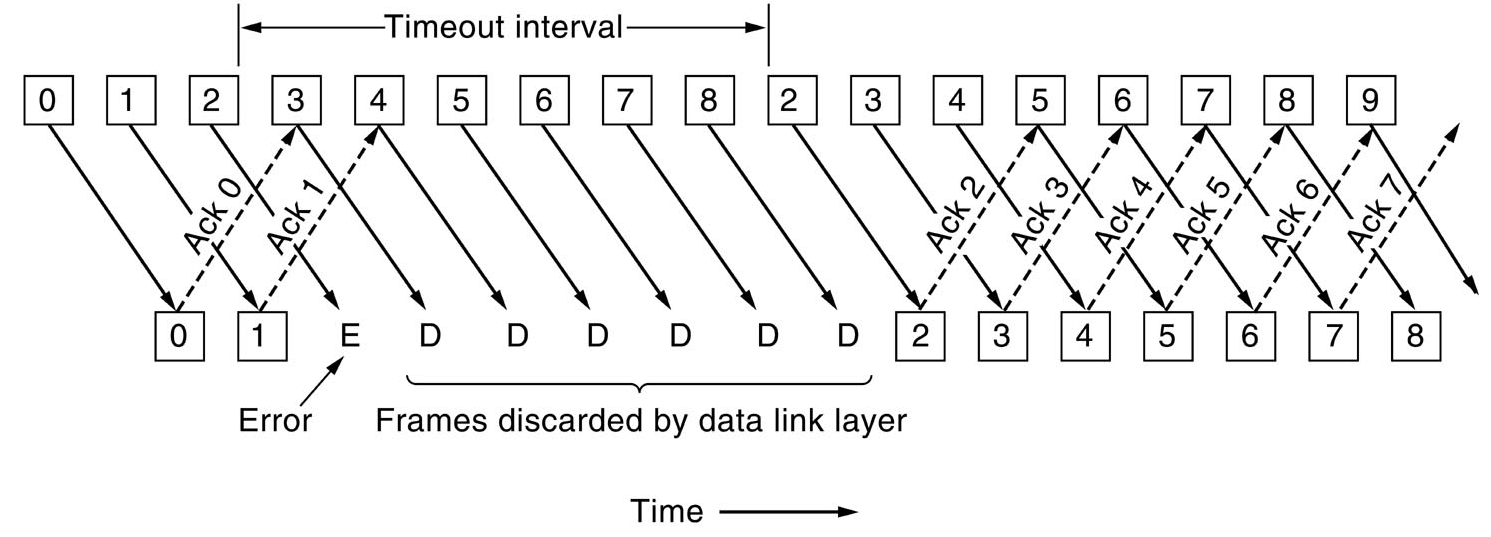 Timeout interval
0 1 2 3 4 5 6 7 8 2 3 4 5 6 7 8 9
Ack 0 Ack 1 Ack 2 Ack 3 Ack 4 Ack 5 Ack 6 Ack 7
0 1 E D D D D D D 2 3 4 5 6 7 8
Error Frames discarded by data link layer
Time